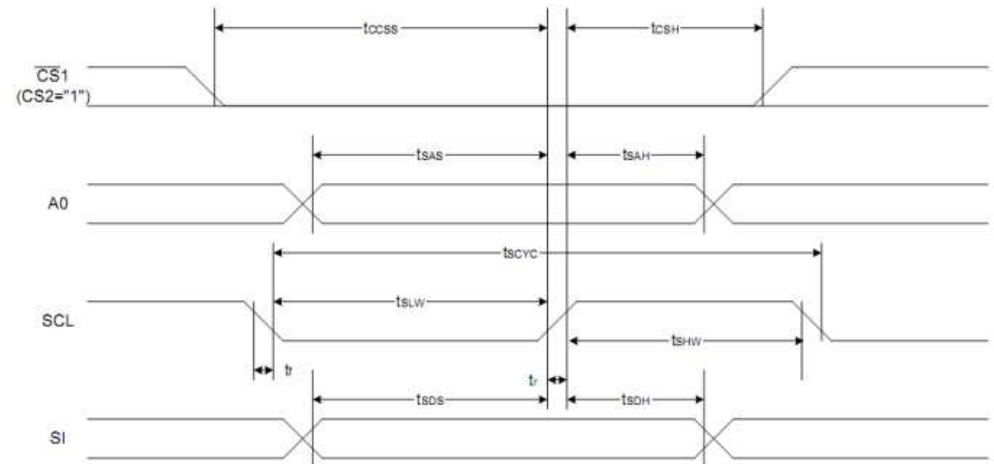 tCCSS tCSH
CS1
(CS2="1")
tSAS tSAH
A0
tSCYC
tSLW
SCL
tSHW
tf tr
tSDS tSDH
SI